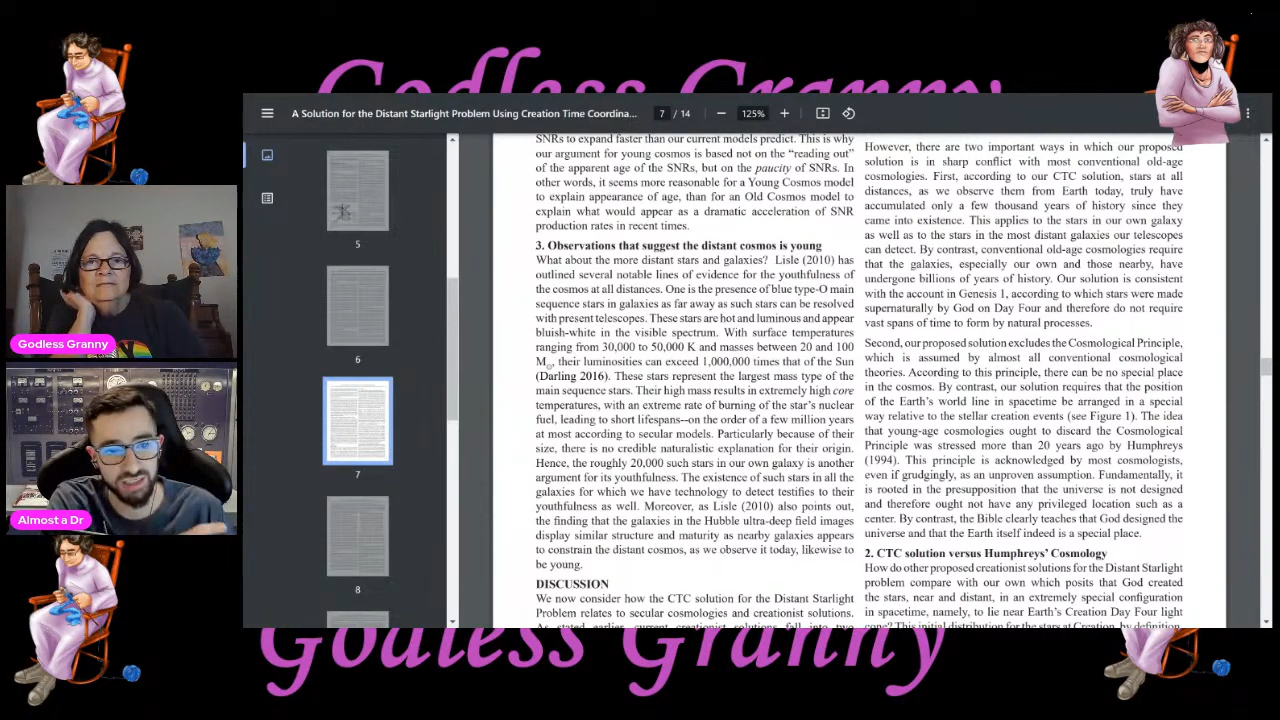 Godless Granny
A Solution for the Distant Starlight Problem Using Creation Time Coordina...
7 / 14
125%
5
6
7
8
SNRs to expand faster than our current models predict. This is why
our argument for young cosmos is based not on the “reading out”
of the apparent age of the SNRs, but on the paucity of SNRs. In
other words, it seems more reasonable for a Young Cosmos model
to explain appearance of age, than for an Old Cosmos model to
explain what would appear as a dramatic acceleration of SNR
production rates in recent times.
3. Observations that suggest the distant cosmos is young
What about the more distant stars and galaxies? Lisle (2010) has
outlined several notable lines of evidence for the youthfulness of
the cosmos at all distances. One is the presence of blue type-O main
sequence stars in galaxies as far away as such stars can be resolved
with present telescopes. These stars are hot and luminous and appear
bluish-white in the visible spectrum. With surface temperatures
ranging from 30,000 to 50,000 K and masses between 20 and 100
M☉, their luminosities can exceed 1,000,000 times that of the Sun
(Darling 2016). These stars represent the largest mass type of the
main sequence stars. Their high mass results in extremely high core
temperatures, with an extreme rate of burning of the star’s nuclear
fuel, leading to short lifespans--on the order of a few million years
at most according to secular models. Particularly because of their
size, there is no credible naturalistic explanation for their origin.
Hence, the roughly 20,000 such stars in our own galaxy is another
argument for its youthfulness. The existence of such stars in all the
galaxies for which we have technology to detect testifies to their
youthfulness as well. Moreover, as Lisle (2010) also points out,
the finding that the galaxies in the Hubble ultra-deep field images
display similar structure and maturity as nearby galaxies appears
to constrain the distant cosmos, as we observe it today, likewise to
be young.
DISCUSSION
We now consider how the CTC solution for the Distant Starlight
Problem relates to secular cosmologies and creationist solutions.
As stated earlier, current creationist solutions fall into two
However, there are two important ways in which our proposed
solution is in sharp conflict with most conventional old-age
cosmologies. First, according to our CTC solution, stars at all
distances, as we observe them from Earth today, truly have
accumulated only a few thousand years of history since they
came into existence. This applies to the stars in our own galaxy
as well as to the stars in the most distant galaxies our telescopes
can detect. By contrast, conventional old-age cosmologies require
that the galaxies, especially our own and those nearby, have
undergone billions of years of history. Our solution is consistent
with the account in Genesis 1, according to which stars were made
supernaturally by God on Day Four and therefore do not require
vast spans of time to form by natural processes.
Second, our proposed solution excludes the Cosmological Principle,
which is assumed by almost all conventional cosmological
theories. According to this principle, there can be no special place
in the cosmos. By contrast, our solution requires that the position
of the Earth’s world line in spacetime be arranged in a special
way relative to the stellar creation events (see Figure 1). The idea
that young-age cosmologies ought to discard the Cosmological
Principle was stressed more than 20 years ago by Humphreys
(1994). This principle is acknowledged by most cosmologists,
even if grudgingly, as an unproven assumption. Fundamentally, it
is rooted in the presupposition that the universe is not designed
and therefore ought not have any privileged location such as a
center. By contrast, the Bible clearly teaches that God designed the
universe and that the Earth itself indeed is a special place.
2. CTC solution versus Humphreys’ Cosmology
How do other proposed creationist solutions for the Distant Starlight
problem compare with our own which posits that God created
the stars, near and distant, in an extremely special configuration
in spacetime, namely, to lie near Earth’s Creation Day Four light
cone? This initial distribution for the stars at Creation, by definition,
Godless Granny
Almost a Dr
Godless Granny